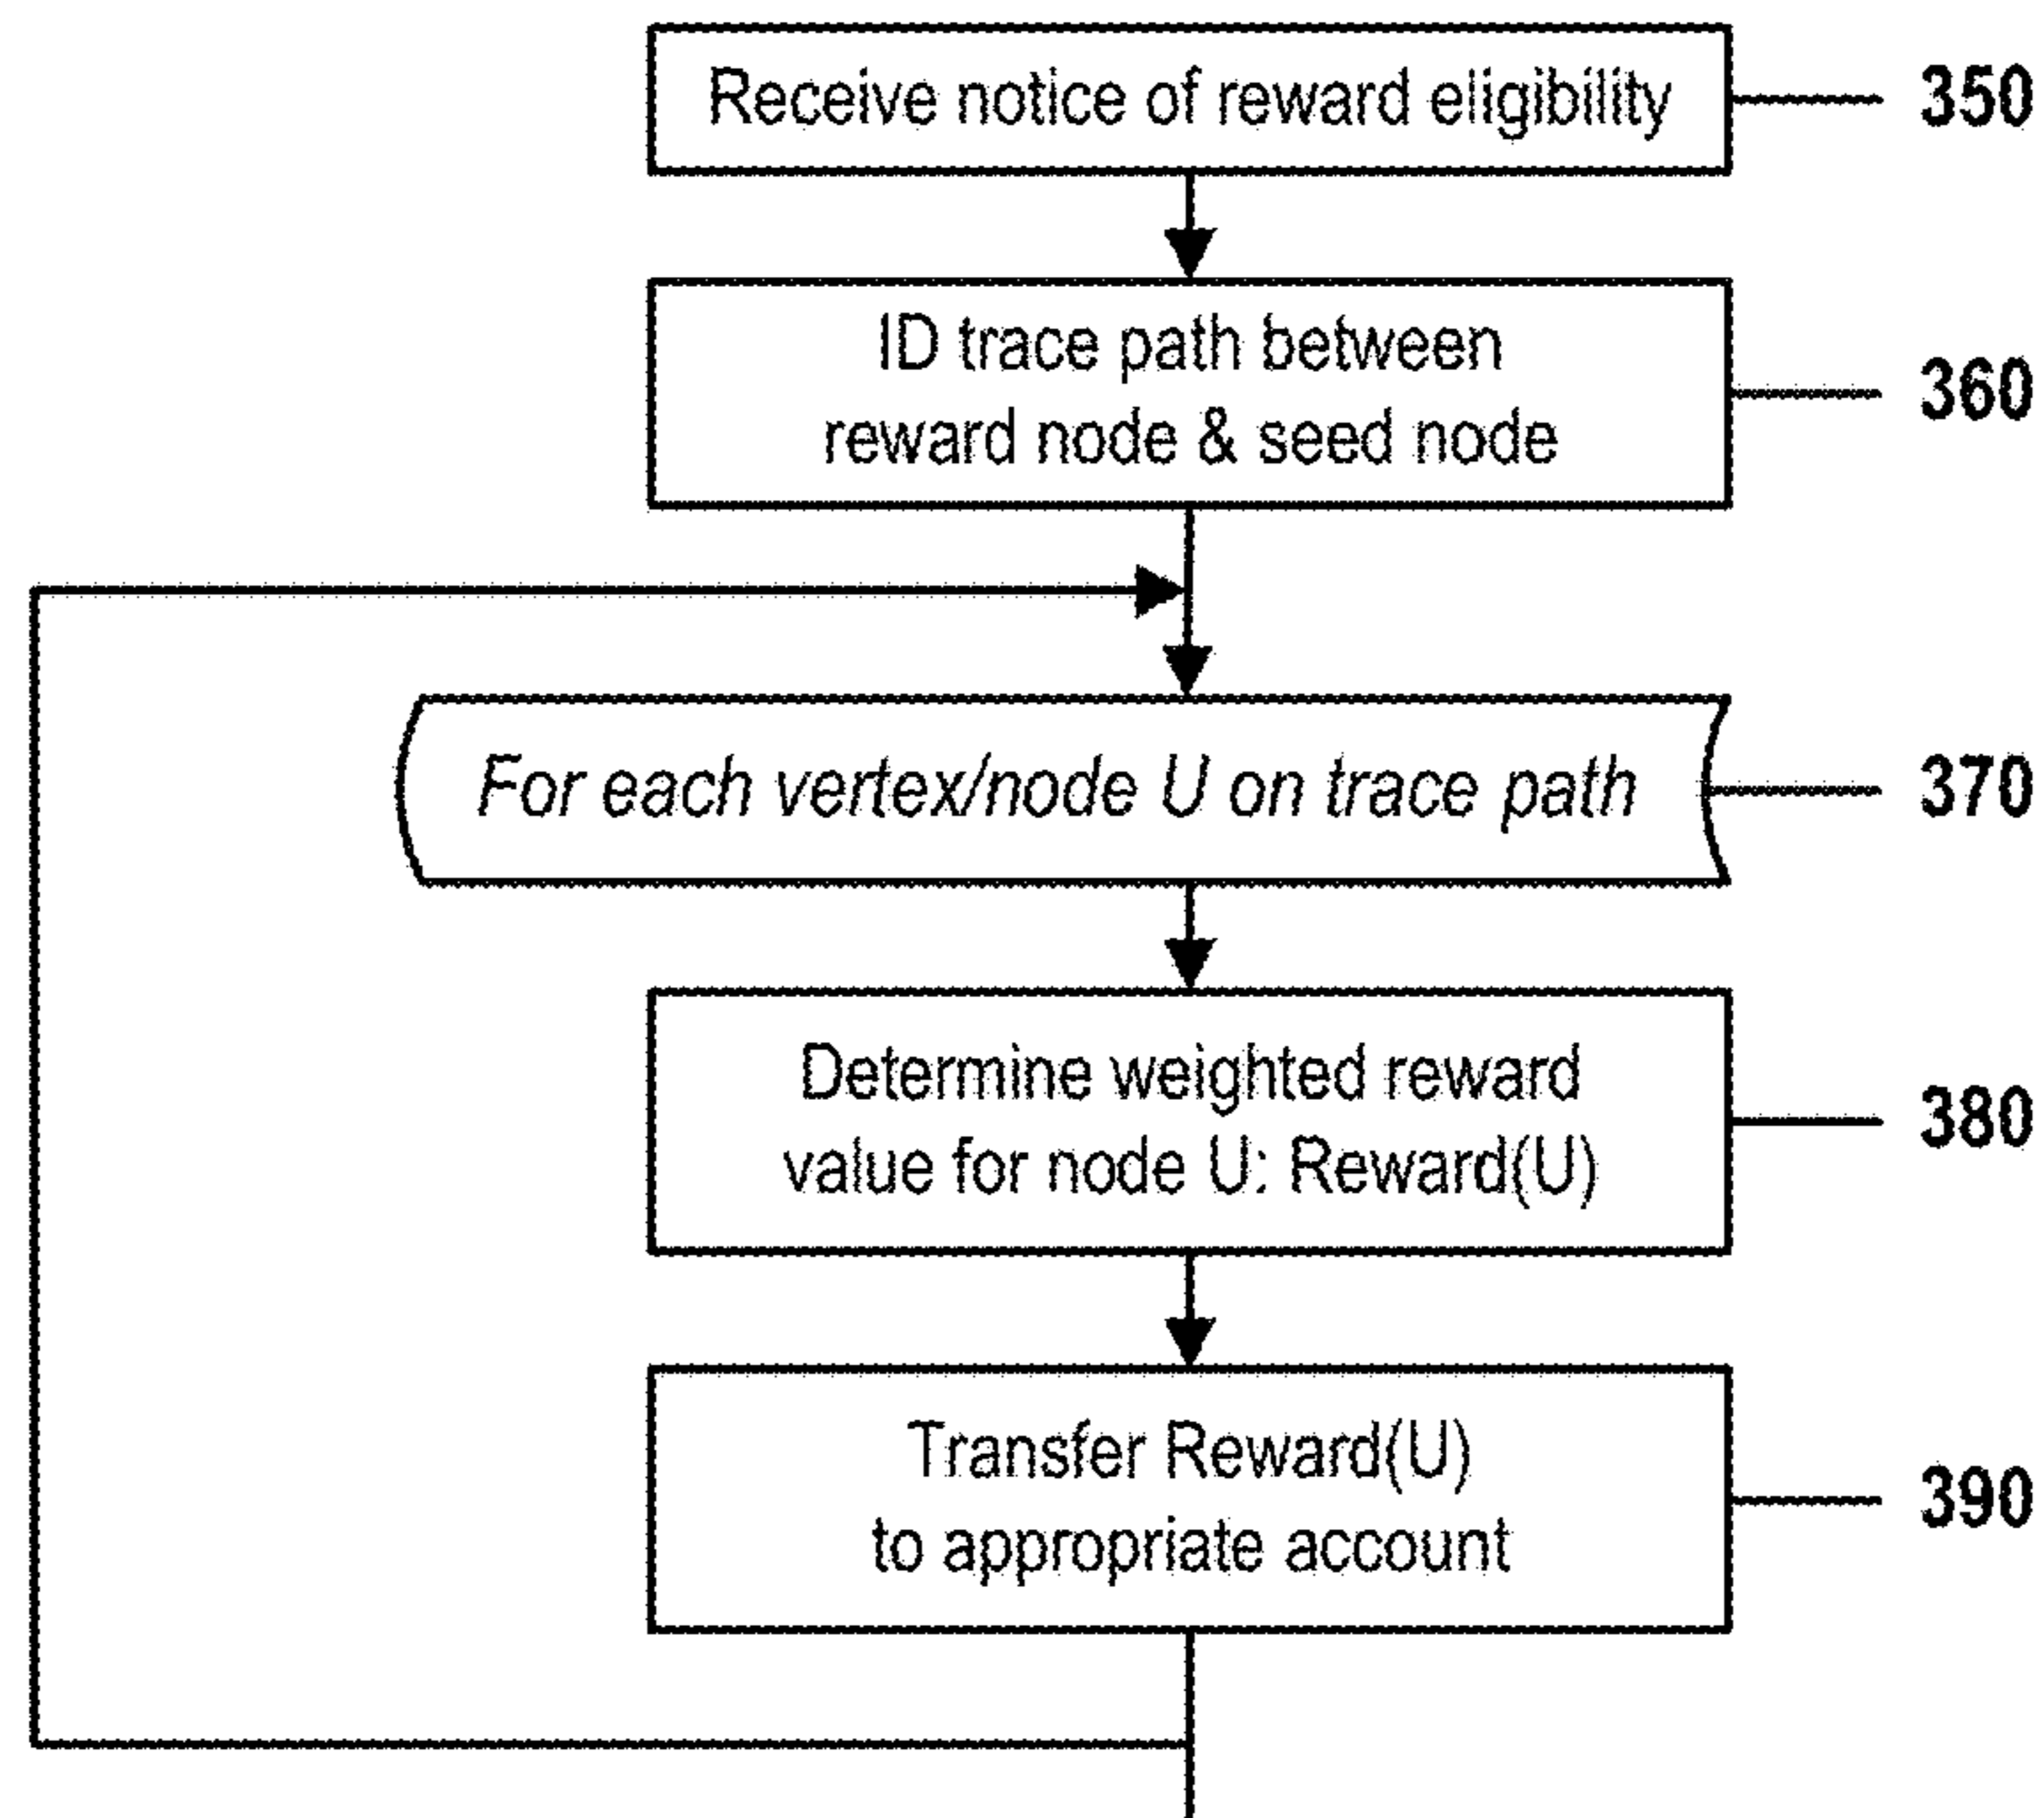 Receive notice of reward eligibility
350
ID trace path between
reward node & seed node
360
For each vertex/node U on trace path
370
Determine weighted reward
value for node U: Reward(U)
380
Transfer Reward(U)
to appropriate account
390